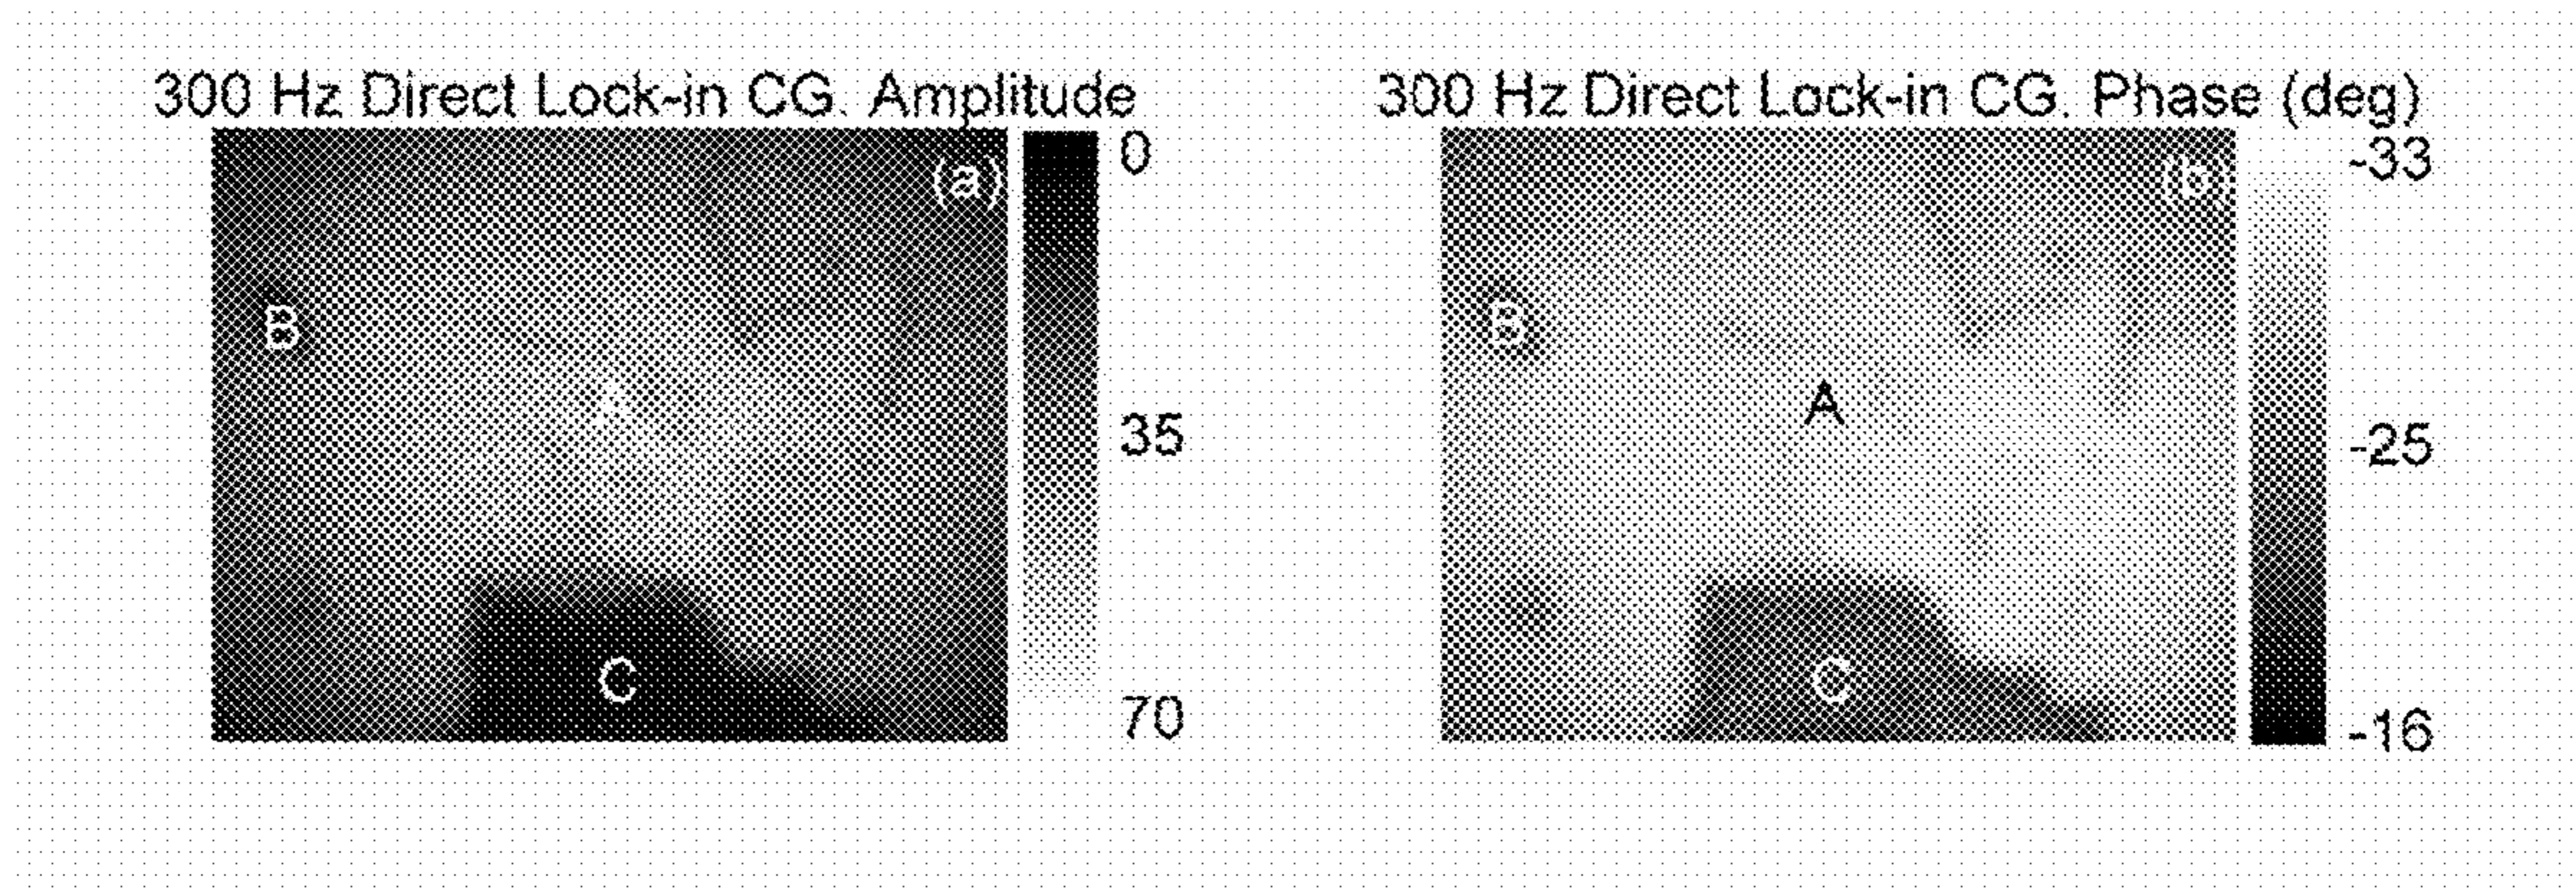 300 Hz Direct Lock-in CG. Amplitude
(a)
B
A
C
0
35
70
300 Hz Direct Lock-in CG. Phase (deg)
(b)
B
A
C
-33
-25
-16